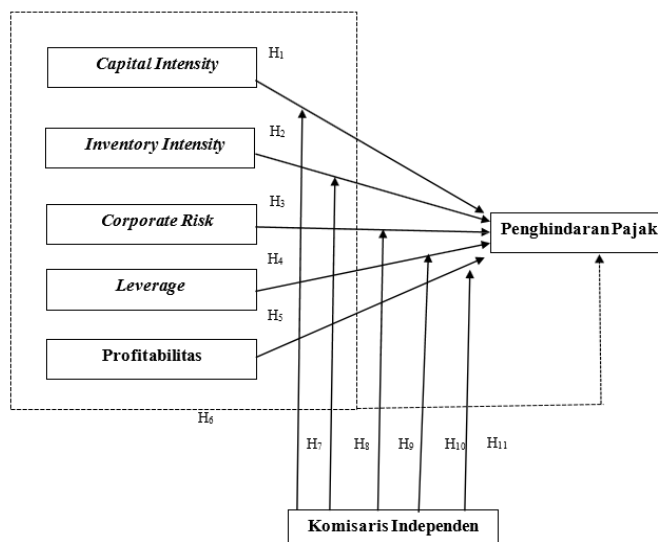 H₁
Capital Intensity
H₂
Inventory Intensity
H₃
Corporate Risk
Penghindaran Pajak
H₄
Leverage
H₅
Profitabilitas
H₆
H₇
H₈
H₉
H₁₀
H₁₁
Komisaris Independen